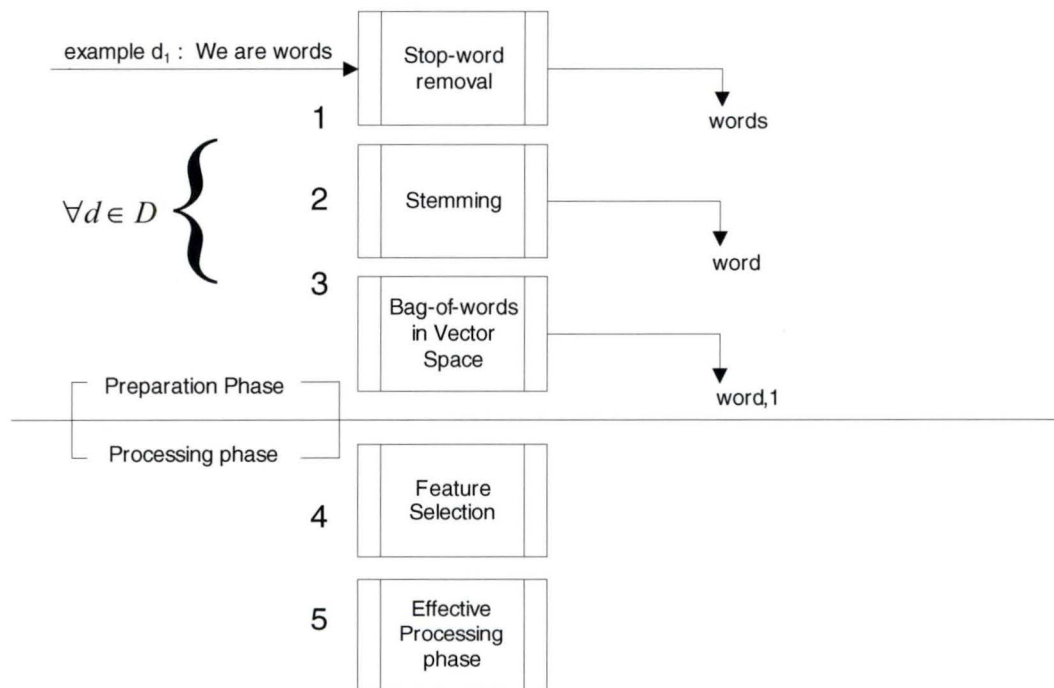 example d₁ : We are words
Stop-word
removal
words
1
∀d ∈ D
2
Stemming
word
3
Bag-of-words
in Vector
Space
word,1
Preparation Phase
Processing phase
4
Feature
Selection
5
Effective
Processing
phase